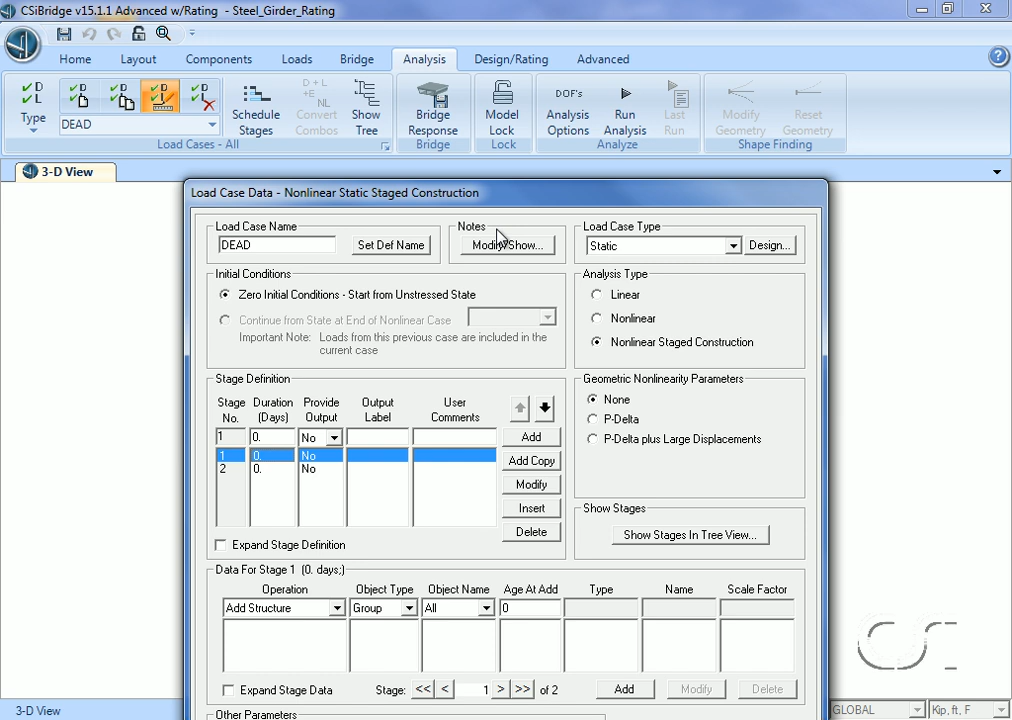 CSiBridge v15.1.1 Advanced w/Rating - Steel_Girder_Rating
Home Layout Components Loads Bridge Analysis Design/Rating Advanced
Type
DEAD
Schedule Stages
Convert Combos
Show Tree
Bridge Response
Model Lock
DOF's
Analysis Options
Run Analysis
Last Run
Modify Geometry
Reset Geometry
Load Cases - All Bridge Lock Analyze Shape Finding
3-D View
Load Case Data - Nonlinear Static Staged Construction
Load Case Name
DEAD
Set Def Name
Notes
Modify/Show...
Load Case Type
Static
Design...
Initial Conditions
Zero Initial Conditions - Start from Unstressed State
Continue from State at End of Nonlinear Case
Important Note: Loads from this previous case are included in the
current case
Analysis Type
Linear
Nonlinear
Nonlinear Staged Construction
Stage Definition
Stage No. Duration (Days) Provide Output Output Label User Comments
1 0. No
1 0. No
2 0. No
Add
Add Copy
Modify
Insert
Delete
Expand Stage Definition
Geometric Nonlinearity Parameters
None
P-Delta
P-Delta plus Large Displacements
Show Stages
Show Stages In Tree View...
Data For Stage 1 (0. days;)
Operation Object Type Object Name Age At Add Type Name Scale Factor
Add Structure Group All 0
Expand Stage Data
Stage: << < 1 > >> of 2
Add Modify Delete
Other Parameters
CSi
3-D View
GLOBAL
Kip, ft, F